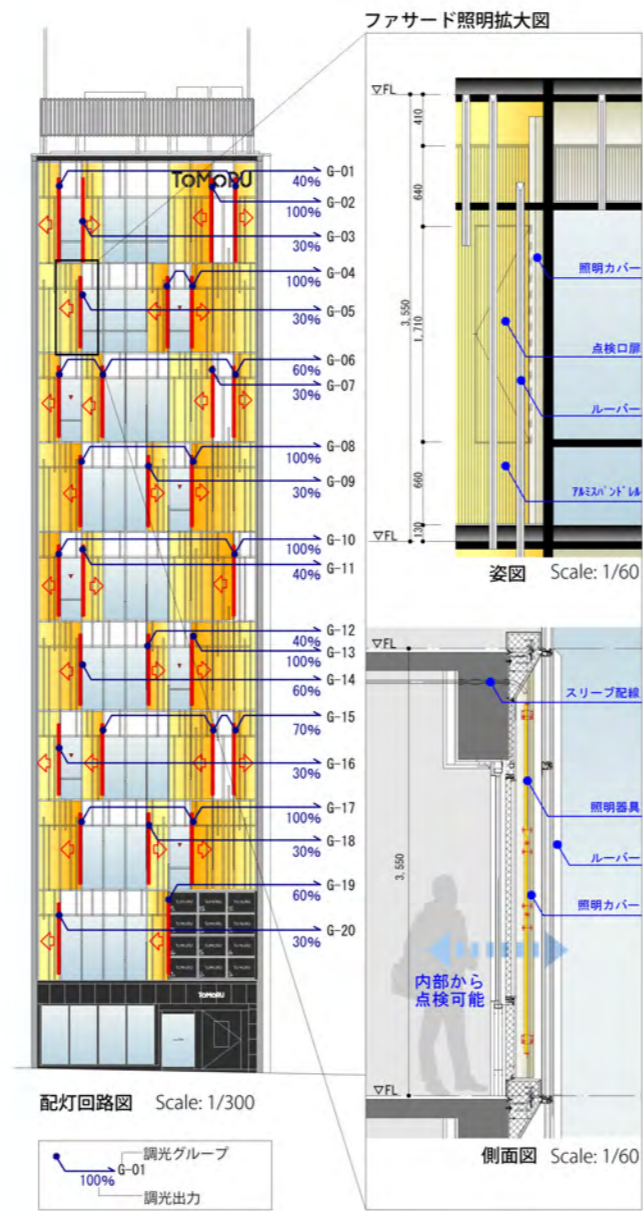 ファサード照明拡大図
TOMORU
G-01
40%
G-02
100%
G-03
30%
G-04
100%
G-05
30%
G-06
60%
G-07
30%
G-08
100%
G-09
30%
G-10
100%
G-11
40%
G-12
40%
G-13
100%
G-14
60%
G-15
70%
G-16
30%
G-17
100%
G-18
30%
G-19
60%
G-20
30%
TOMORU
配灯回路図 Scale: 1/300
調光グループ
G-01
100%
調光出力
▽FL
410
640
3,550
1,710
660
130
▽FL
照明カバー
点検口扉
ルーバー
アルミスパンドレル
姿図 Scale: 1/60
▽FL
スリーブ配線
照明器具
ルーバー
照明カバー
3,550
内部から
点検可能
▽FL
側面図 Scale: 1/60